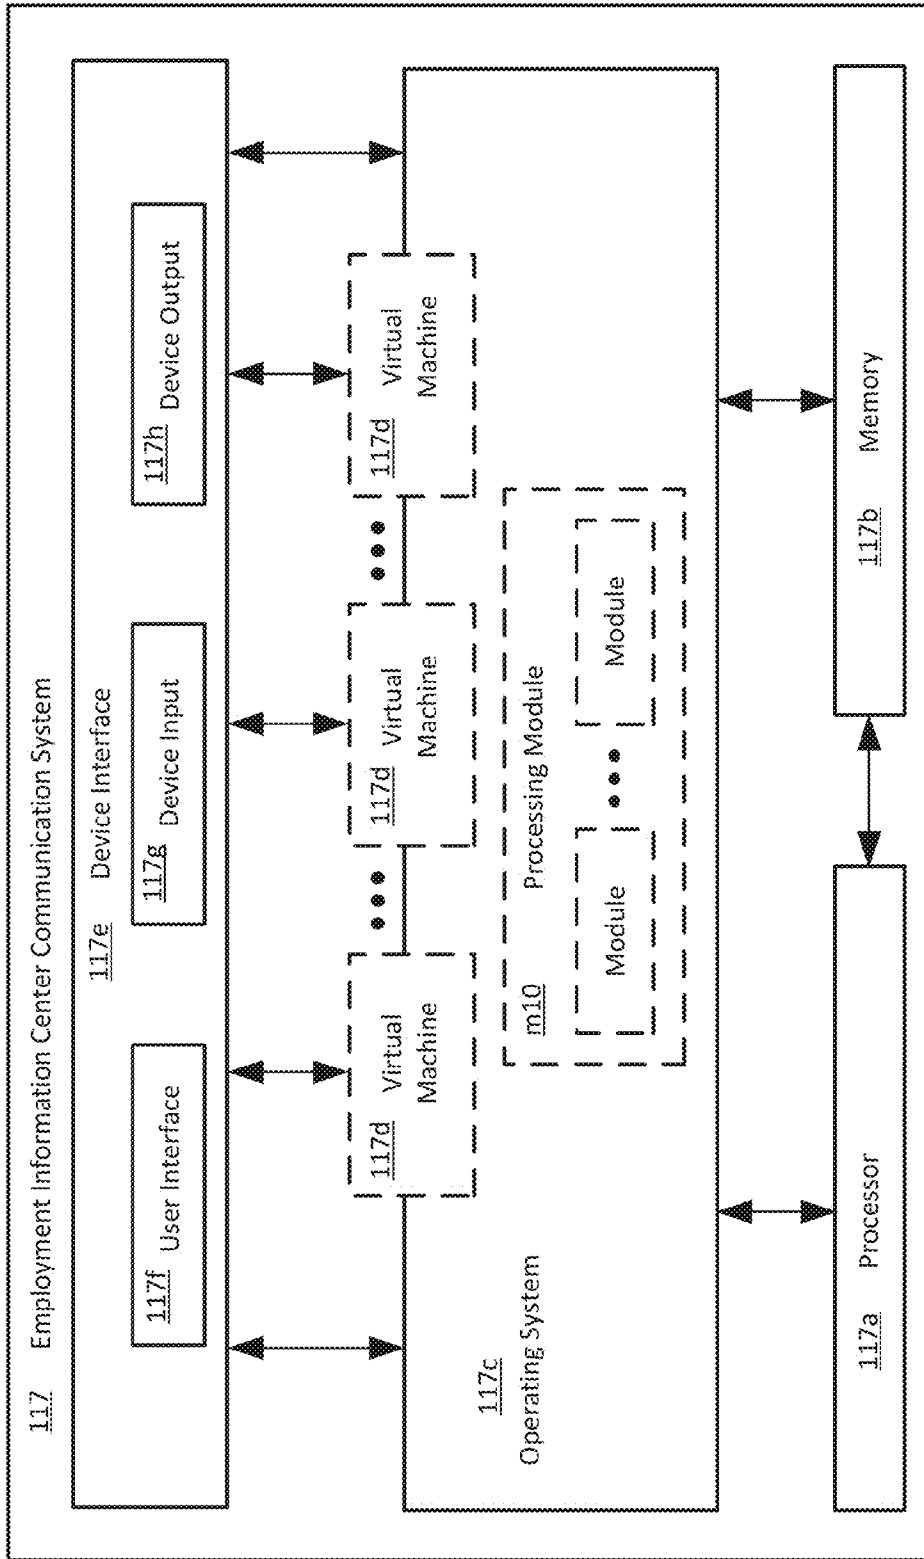 117 Employment Information Center Communication System
117e Device Interface
117f User Interface
117g Device Input
117h Device Output
117d Virtual Machine
117d Virtual Machine
117d Virtual Machine
117c
Operating System
m10 Processing Module
Module
Module
117a Processor
117b Memory